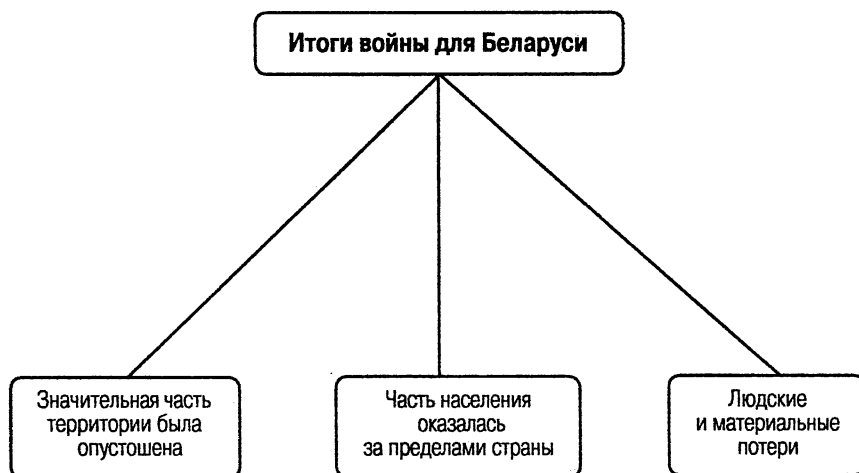 Итоги войны для Беларуси
Значительная часть
территории была
опустошена
Часть населения
оказалась
за пределами страны
Людские
и материальные
потери